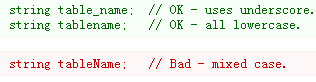 string table_name;  // OK - uses underscore.
string tablename;   // OK - all lowercase.
string tableName;   // Bad - mixed case.